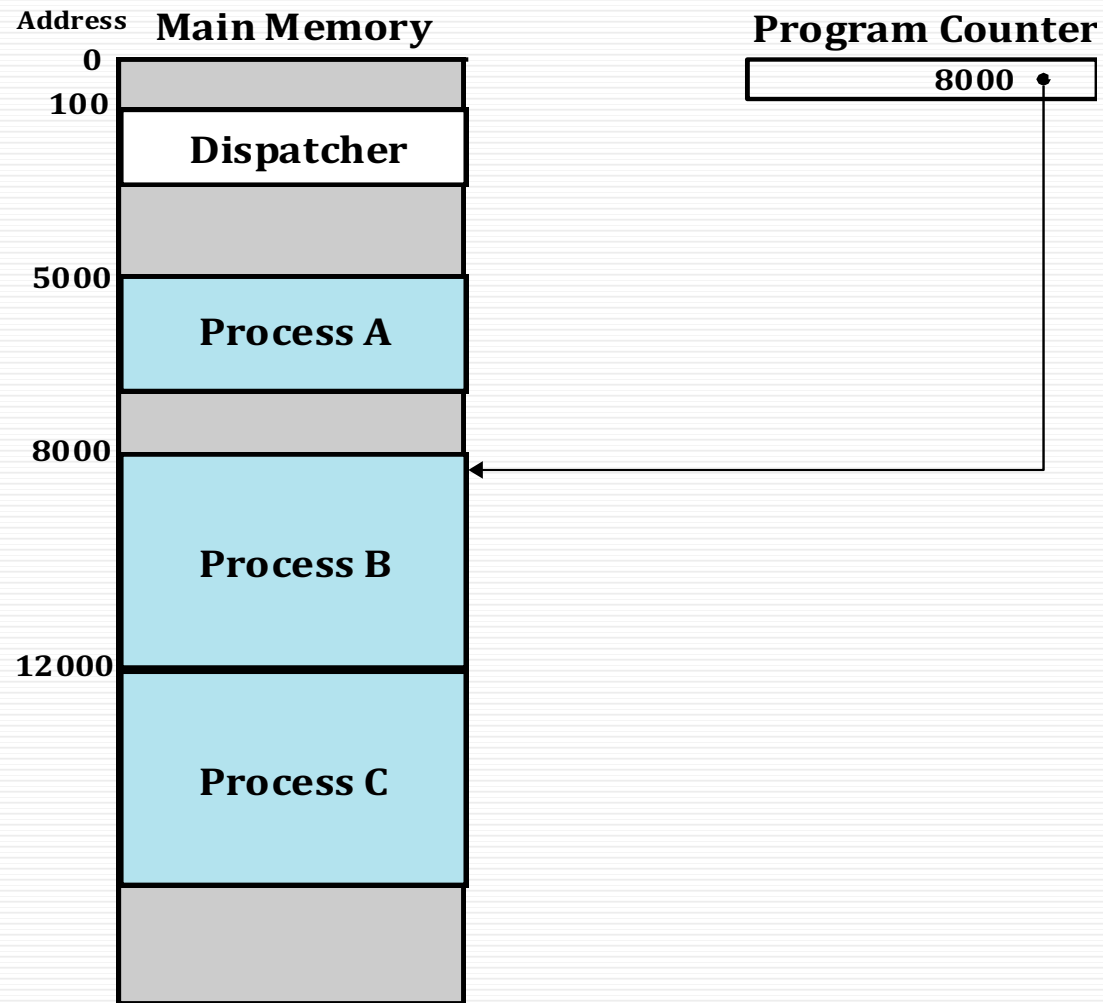 Address Main Memory
Program Counter
0
8000
100
Dispatcher
5000
Process A
8000
Process B
12000
Process C